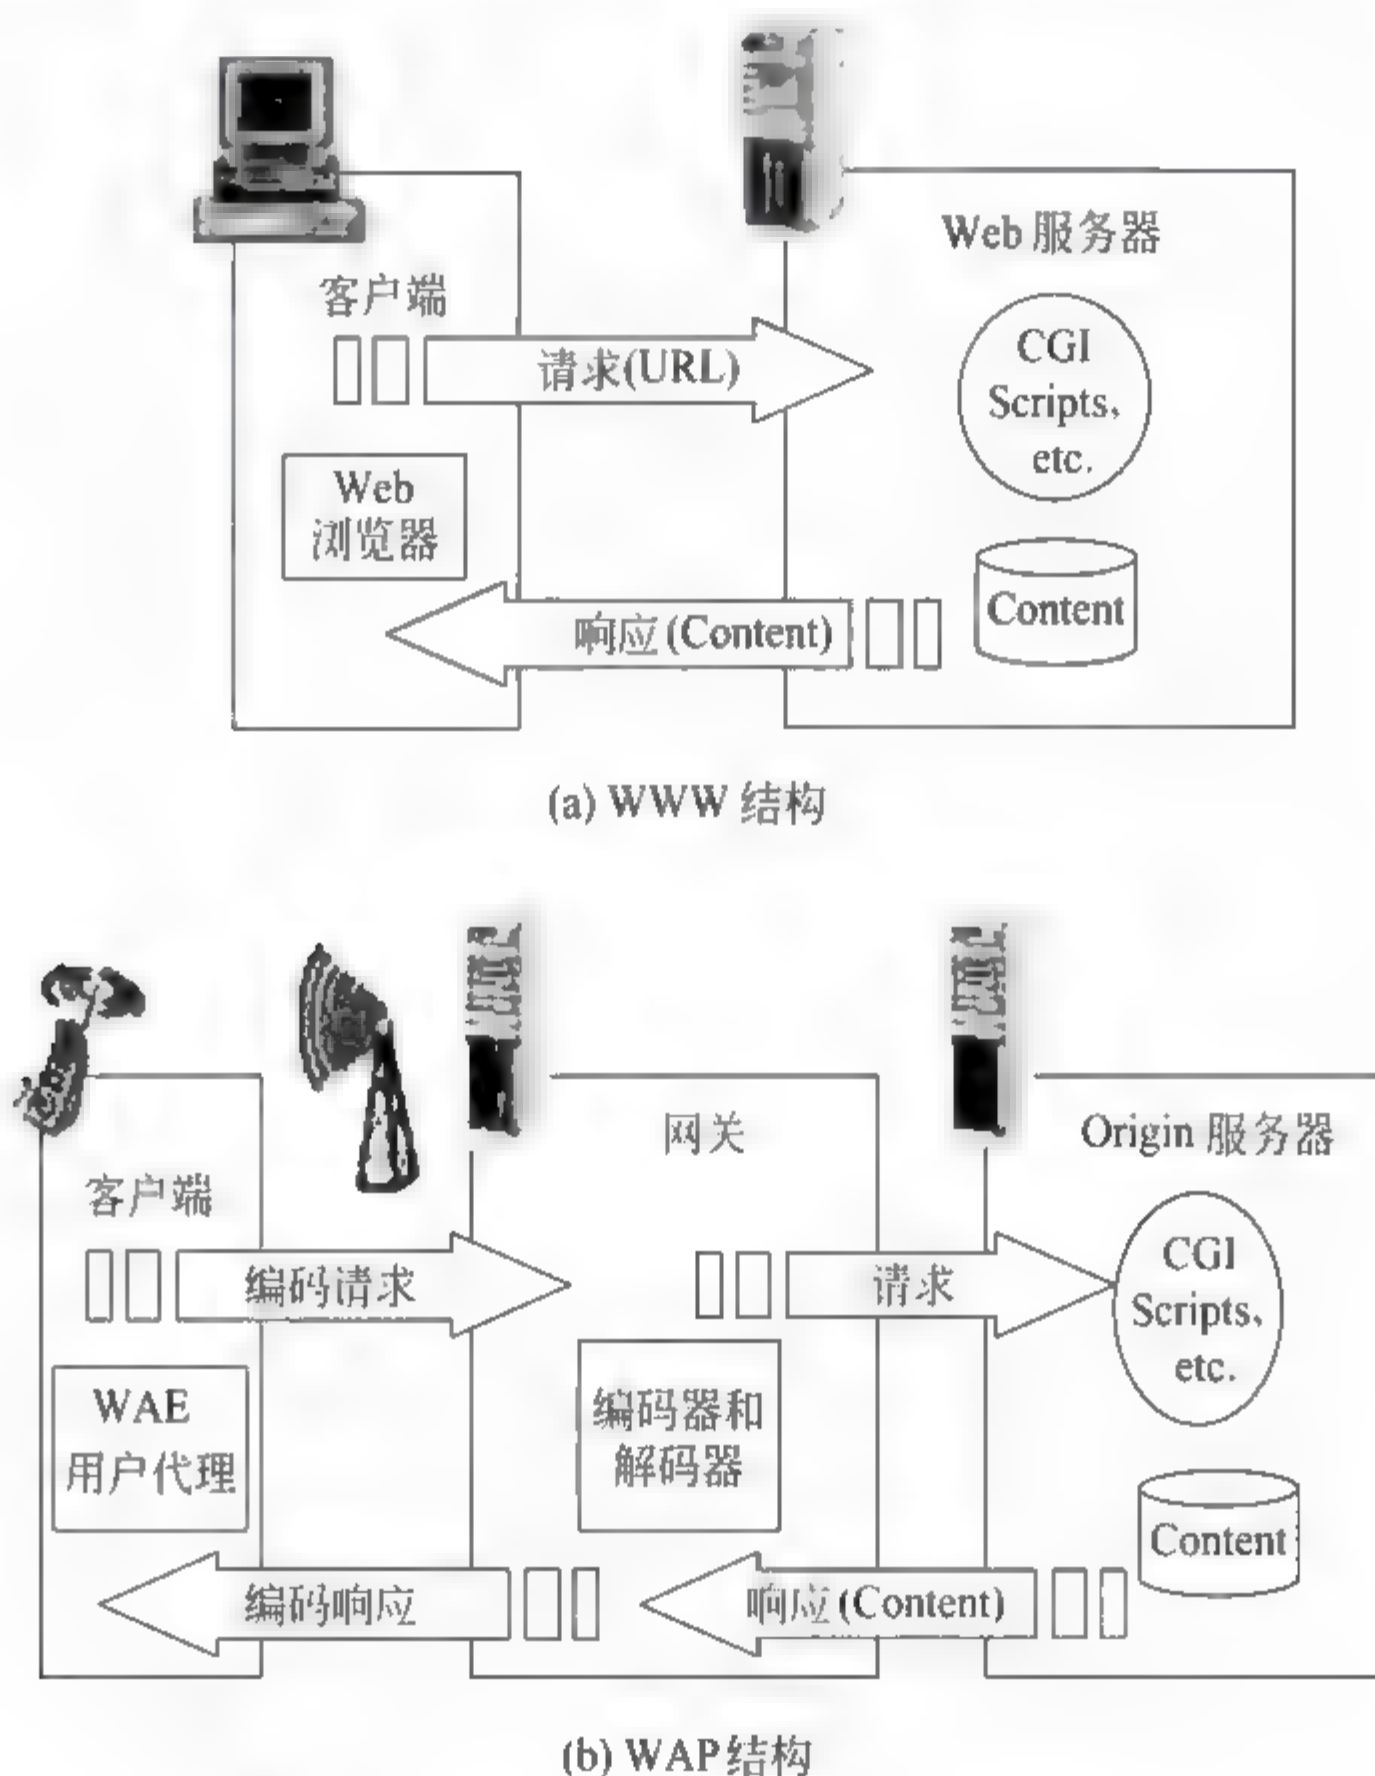 Web 服务器
客户端
CGI
Scripts、
etc.
请求(URL)
Web
浏览器
Content
响应(Content)
(a) WWW 结构
网关
Origin 服务器
客户端
编码请求
请求
CGI
Scripts、
etc.
WAE
用户代理
编码器和
解码器
Content
编码响应
响应(Content)
(b) WAP结构